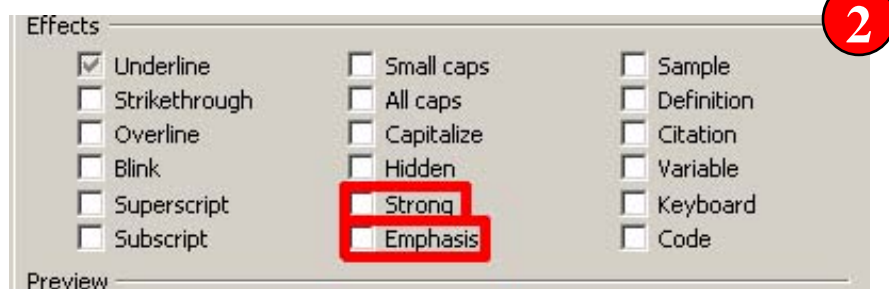 Effects
2
Underline Small caps Sample
Strikethrough All caps Definition
Overline Capitalize Citation
Blink Hidden Variable
Superscript Strong Keyboard
Subscript Emphasis Code
Preview